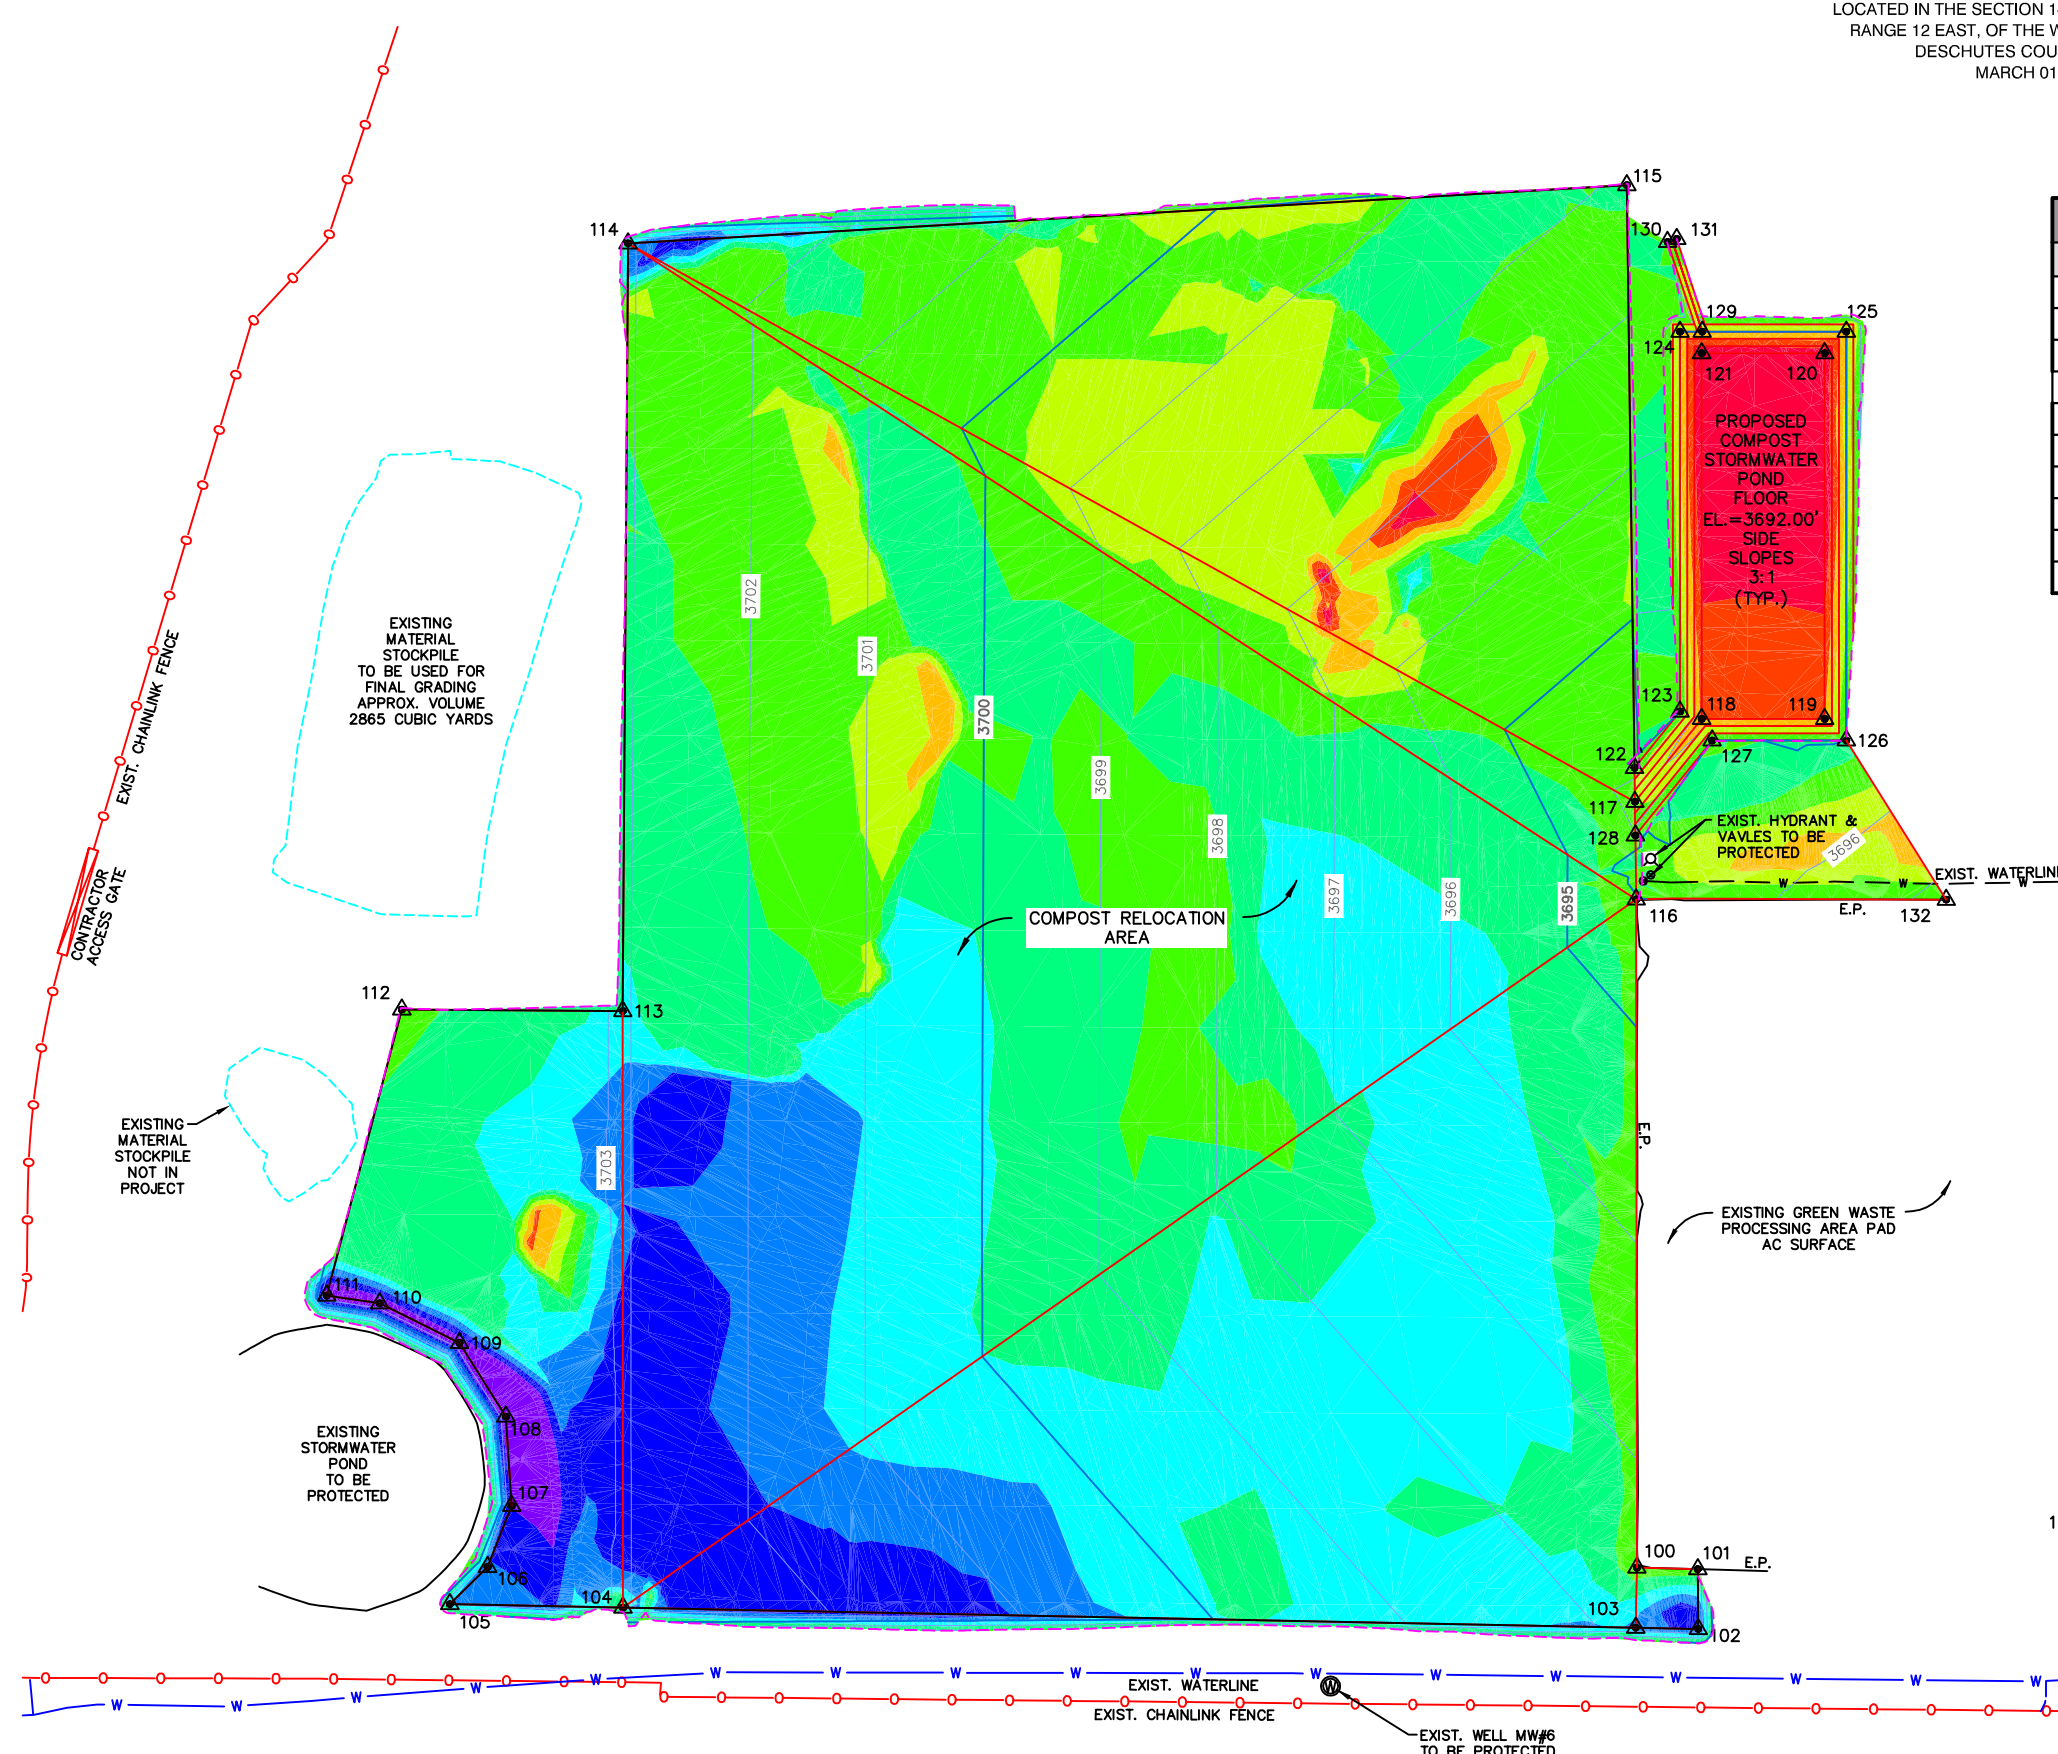 LOCATED IN THE SECTION 14
RANGE 12 EAST, OF THE W
DESCHUTES COU
MARCH 01
115
114
130
131
129
125
124
121
120
PROPOSED
COMPOST
STORMWATER
POND
FLOOR
EL.=3692.00'
SIDE
SLOPES
3:1
(TYP.)
3702
3701
3700
3699
3698
3697
3696
3695
EXISTING
MATERIAL
STOCKPILE
TO BE USED FOR
FINAL GRADING
APPROX. VOLUME
2865 CUBIC YARDS
EXIST. CHAINLINK FENCE
CONTRACTOR
ACCESS GATE
123
118
119
122
127
126
117
128
EXIST. HYDRANT &
VAVLES TO BE
PROTECTED
3696
EXIST. WATERLINE
W
W
W
116
E.P.
132
COMPOST RELOCATION
AREA
112
113
EXISTING
MATERIAL
STOCKPILE
NOT IN
PROJECT
3703
E.P.
EXISTING GREEN WASTE
PROCESSING AREA PAD
AC SURFACE
111
110
109
108
107
106
105
104
EXISTING
STORMWATER
POND
TO BE
PROTECTED
100
101
E.P.
103
102
1
W W W W W W W W W W W W W W W W W
EXIST. WATERLINE
W
EXIST. CHAINLINK FENCE
EXIST. WELL MW#6
TO BE PROTECTED